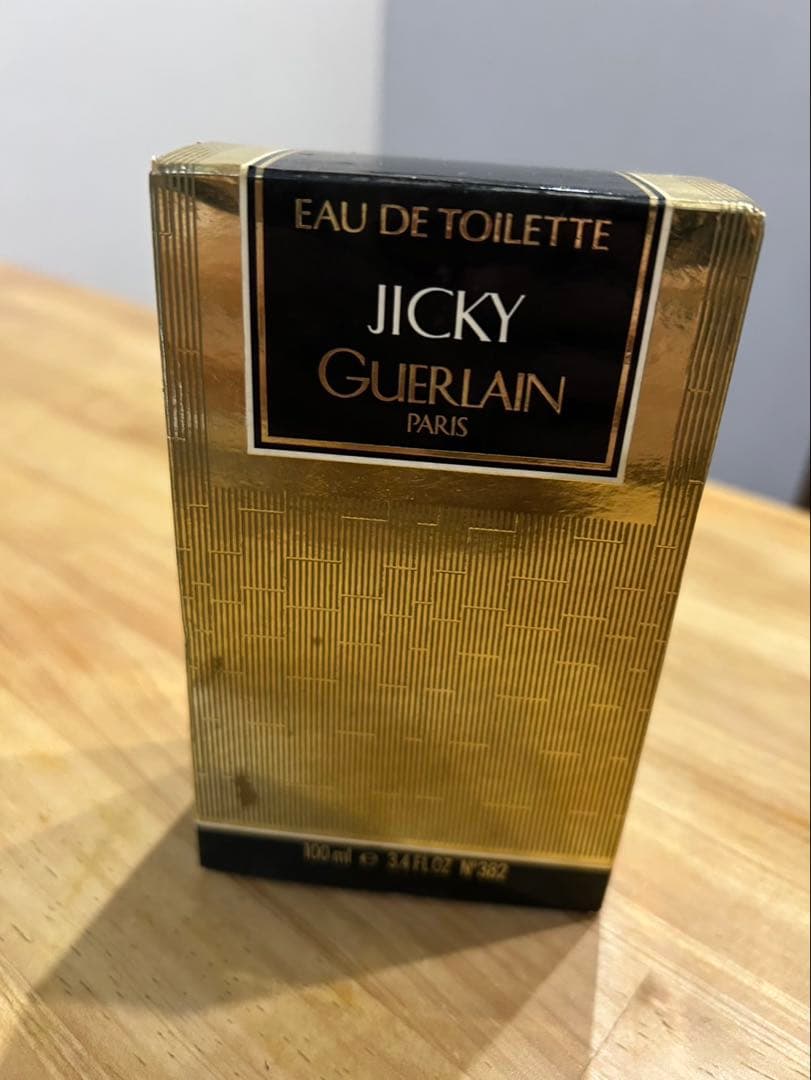 EAU DE TOILETTE
JICKY
GUERLAIN
PARIS
100 ml ℮ 3.4 FL.OZ N°382